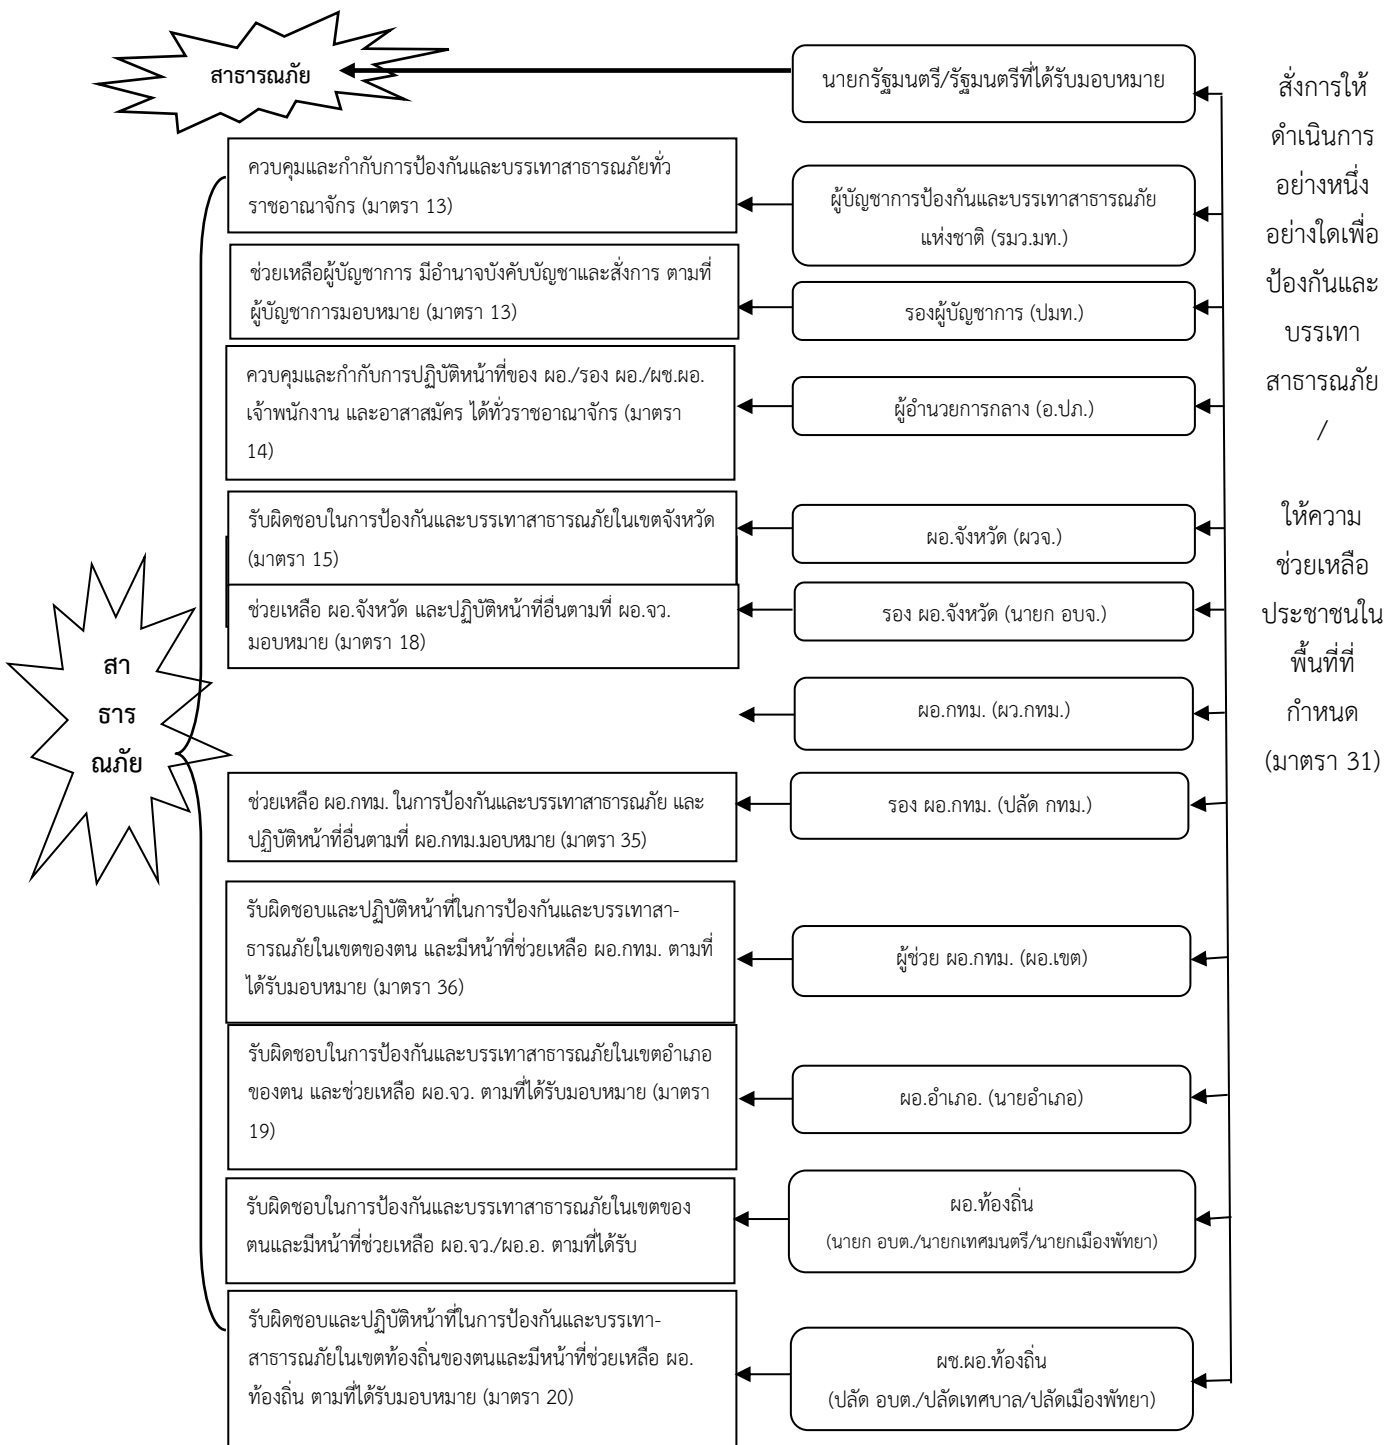 สาธารณภัย
นายกรัฐมนตรี/รัฐมนตรีที่ได้รับมอบหมาย
ควบคุมและกำกับการป้องกันและบรรเทาสาธารณภัยทั่ว
ราชอาณาจักร (มาตรา 13)
ผู้บัญชาการป้องกันและบรรเทาสาธารณภัย
แห่งชาติ (รมว.มท.)
ช่วยเหลือผู้บัญชาการ มีอำนาจบังคับบัญชาและสั่งการ ตามที่
ผู้บัญชาการมอบหมาย (มาตรา 13)
รองผู้บัญชาการ (ปมท.)
ควบคุมและกำกับการปฏิบัติหน้าที่ของ ผอ./รอง ผอ./ผช.ผอ.
เจ้าพนักงาน และอาสาสมัคร ได้ทั่วราชอาณาจักร (มาตรา
14)
ผู้อำนวยการกลาง (อ.ปภ.)
รับผิดชอบในการป้องกันและบรรเทาสาธารณภัยในเขตจังหวัด
(มาตรา 15)
ผอ.จังหวัด (ผวจ.)
ช่วยเหลือ ผอ.จังหวัด และปฏิบัติหน้าที่อื่นตามที่ ผอ.จว.
มอบหมาย (มาตรา 18)
รอง ผอ.จังหวัด (นายก อบจ.)
ผอ.กทม. (ผว.กทม.)
ช่วยเหลือ ผอ.กทม. ในการป้องกันและบรรเทาสาธารณภัย และ
ปฏิบัติหน้าที่อื่นตามที่ ผอ.กทม.มอบหมาย (มาตรา 35)
รอง ผอ.กทม. (ปลัด กทม.)
รับผิดชอบและปฏิบัติหน้าที่ในการป้องกันและบรรเทาสา-
ธารณภัยในเขตของตน และมีหน้าที่ช่วยเหลือ ผอ.กทม. ตามที่
ได้รับมอบหมาย (มาตรา 36)
ผู้ช่วย ผอ.กทม. (ผอ.เขต)
รับผิดชอบในการป้องกันและบรรเทาสาธารณภัยในเขตอำเภอ
ของตน และช่วยเหลือ ผอ.จว. ตามที่ได้รับมอบหมาย (มาตรา
19)
ผอ.อำเภอ. (นายอำเภอ)
รับผิดชอบในการป้องกันและบรรเทาสาธารณภัยในเขตของ
ตนและมีหน้าที่ช่วยเหลือ ผอ.จว./ผอ.อ. ตามที่ได้รับ
ผอ.ท้องถิ่น
(นายก อบต./นายกเทศมนตรี/นายกเมืองพัทยา)
รับผิดชอบและปฏิบัติหน้าที่ในการป้องกันและบรรเทา-
สาธารณภัยในเขตท้องถิ่นของตนและมีหน้าที่ช่วยเหลือ ผอ.
ท้องถิ่น ตามที่ได้รับมอบหมาย (มาตรา 20)
ผช.ผอ.ท้องถิ่น
(ปลัด อบต./ปลัดเทศบาล/ปลัดเมืองพัทยา)
สา
ธาร
ณภัย
สั่งการให้
ดำเนินการ
อย่างหนึ่ง
อย่างใดเพื่อ
ป้องกันและ
บรรเทา
สาธารณภัย
/
ให้ความ
ช่วยเหลือ
ประชาชนใน
พื้นที่ที่
กำหนด
(มาตรา 31)